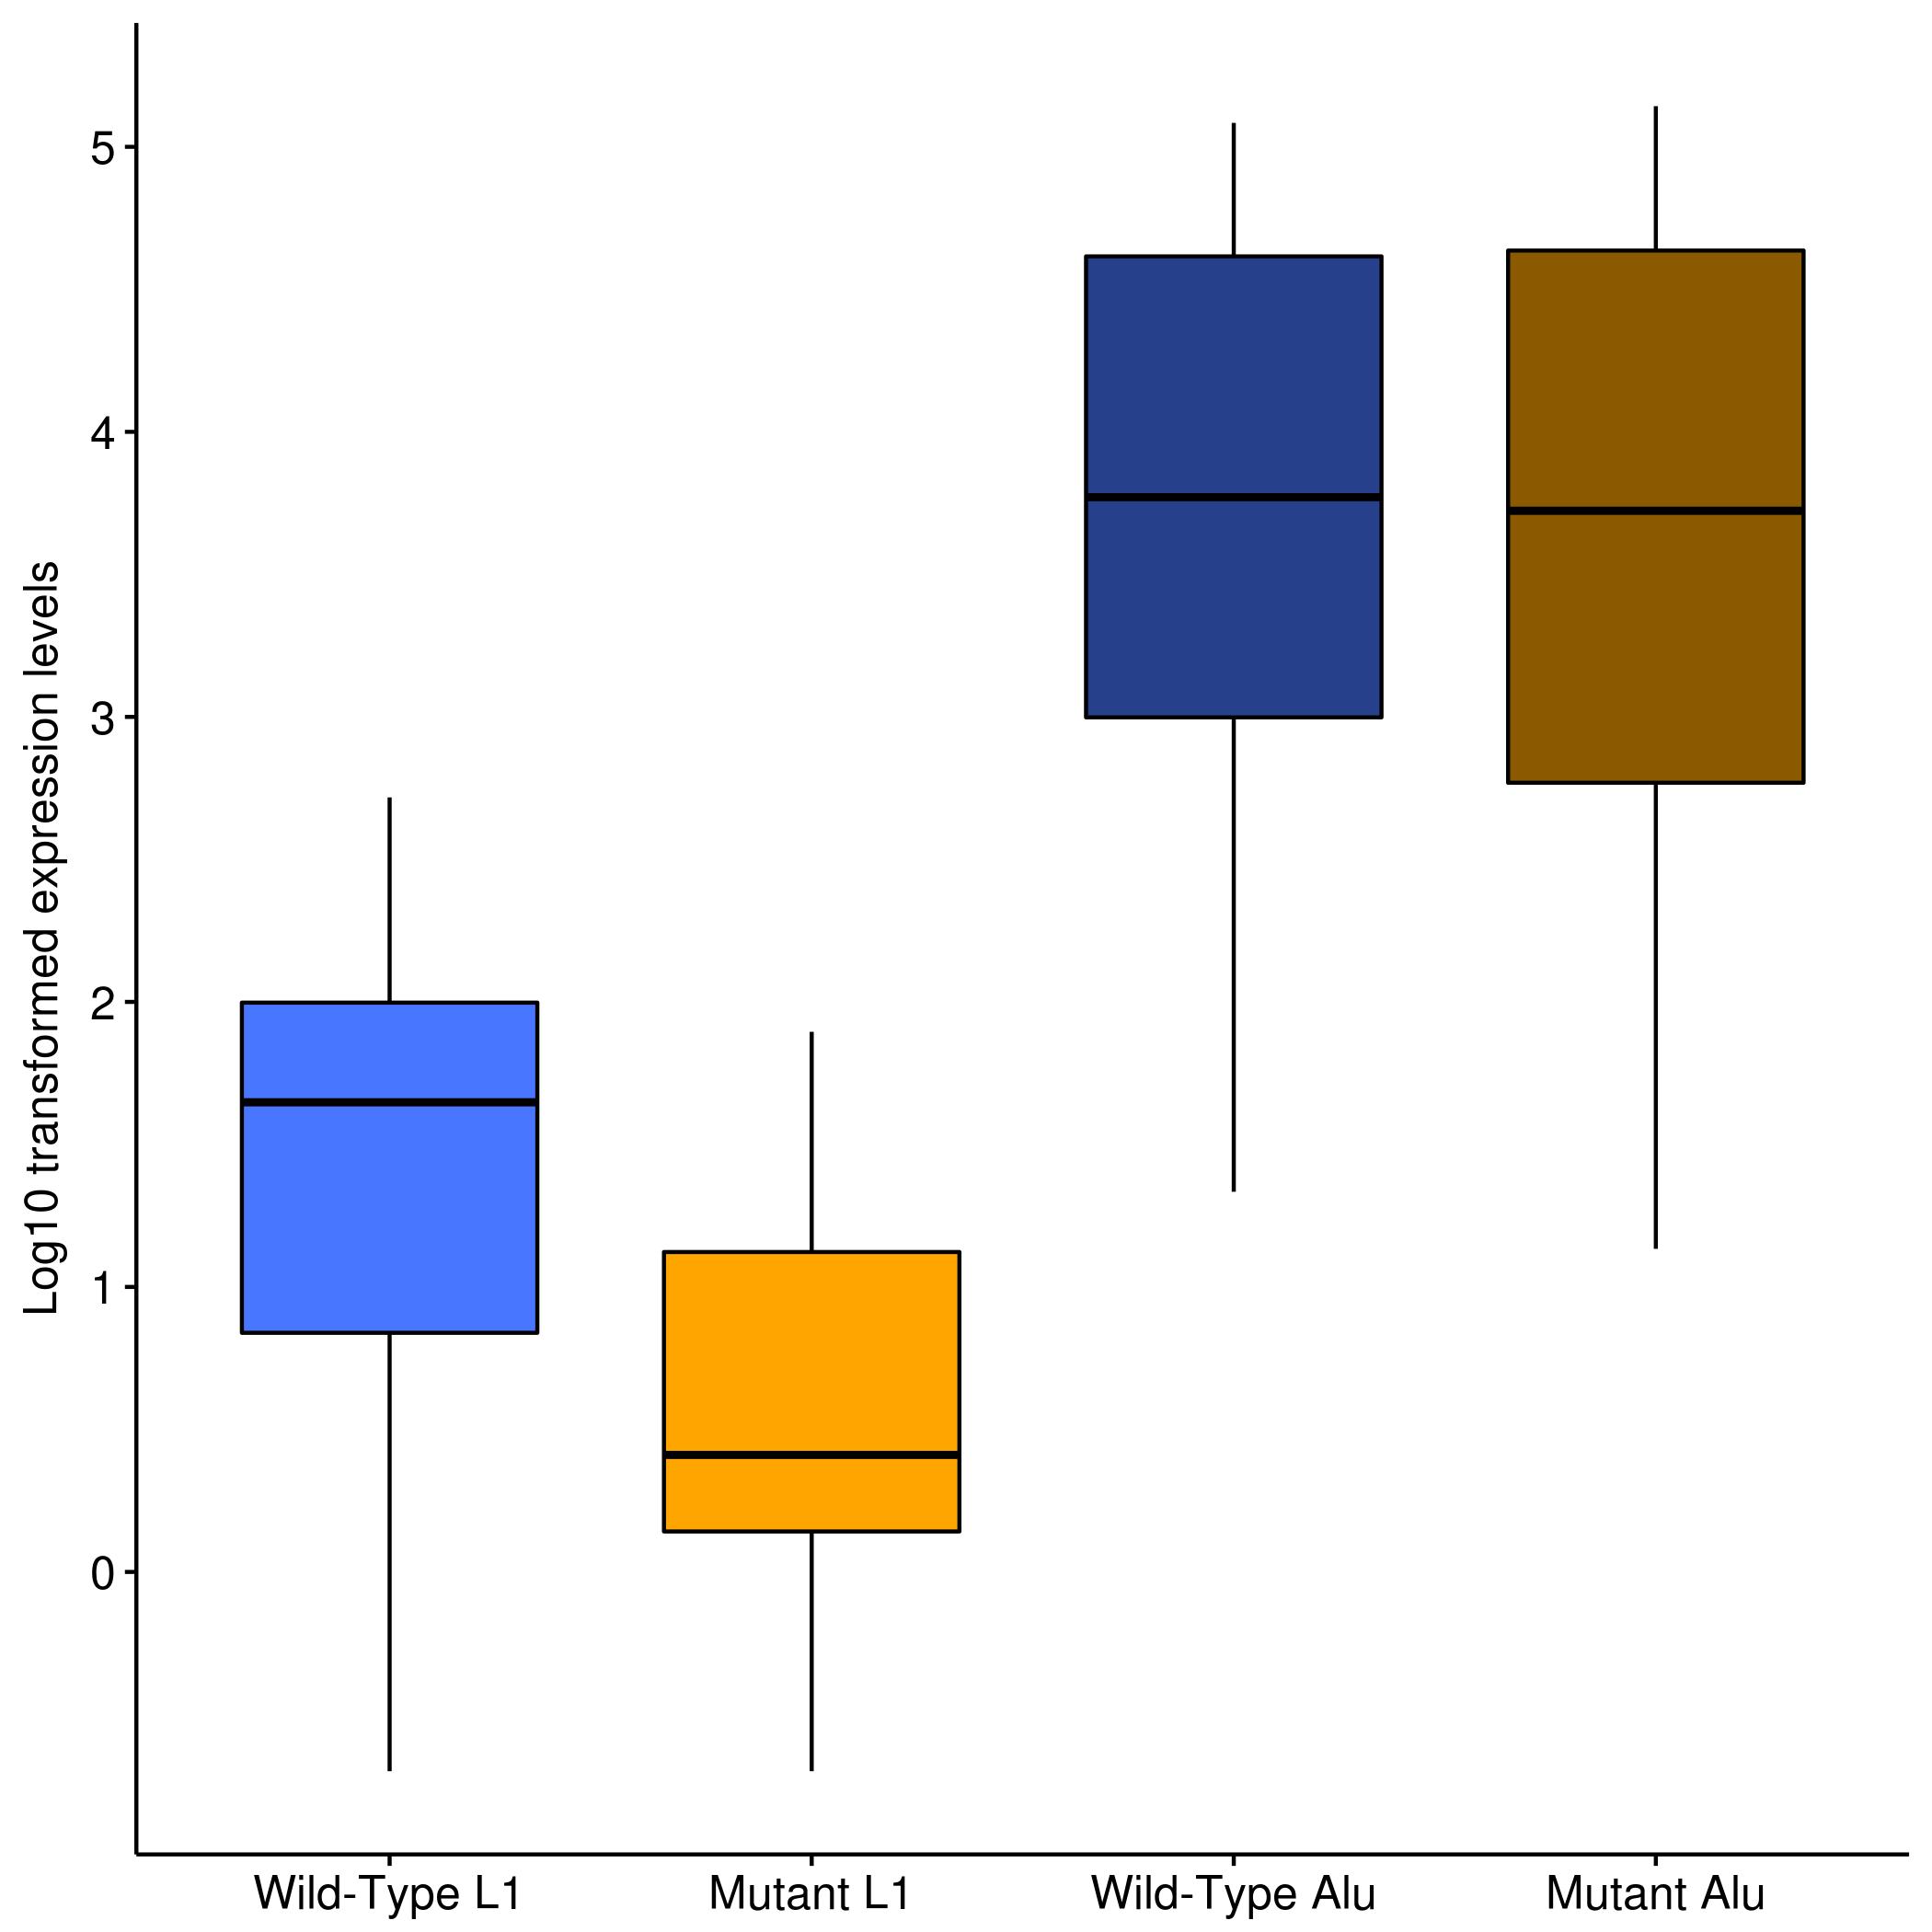 Log10 transformed expression levels
5
4
3
2
1
0
Wild-Type L1
Mutant L1
Wild-Type Alu
Mutant Alu